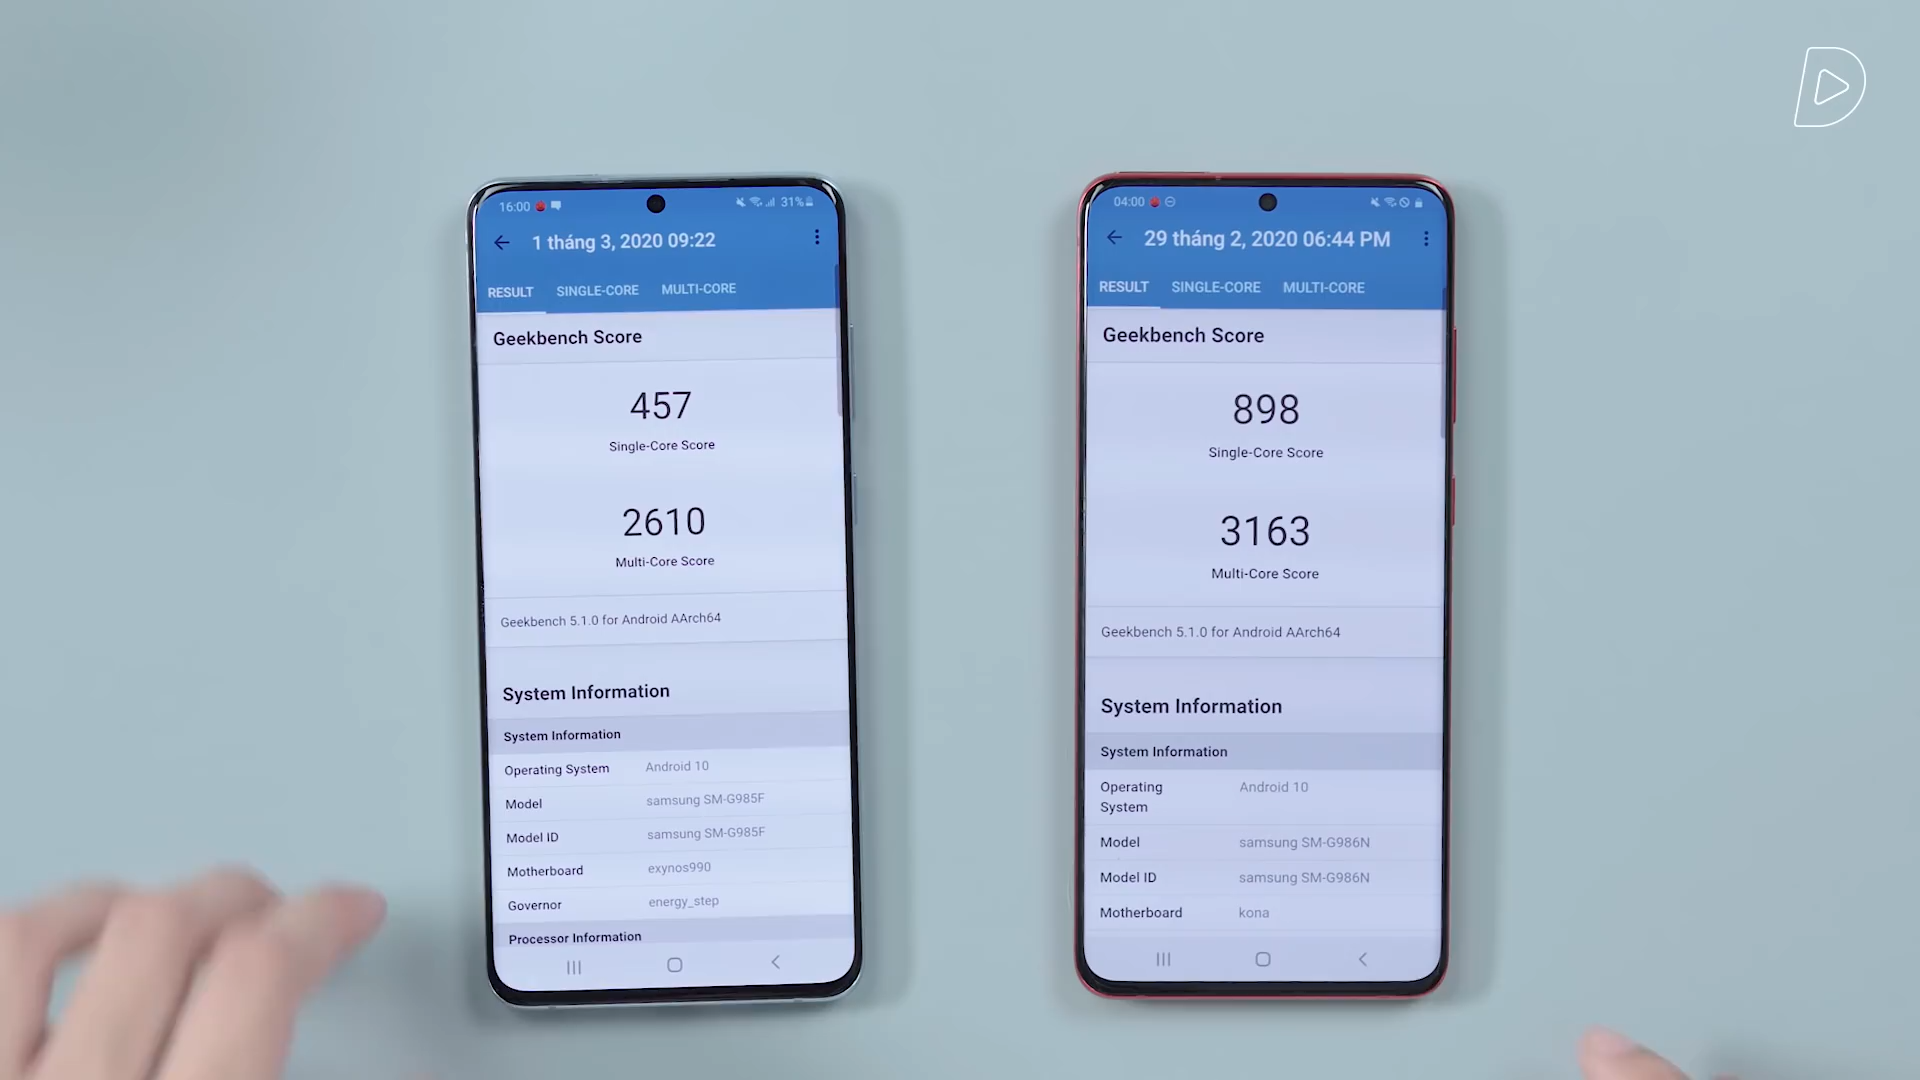 16:00
31%
1 tháng 3, 2020 09:22
RESULT SINGLE-CORE MULTI-CORE
Geekbench Score
457
Single-Core Score
2610
Multi-Core Score
Geekbench 5.1.0 for Android AArch64
System Information
System Information
Operating System Android 10
Model samsung SM-G985F
Model ID samsung SM-G985F
Motherboard exynos990
Governor energy_step
Processor Information
04:00
29 tháng 2, 2020 06:44 PM
RESULT SINGLE-CORE MULTI-CORE
Geekbench Score
898
Single-Core Score
3163
Multi-Core Score
Geekbench 5.1.0 for Android AArch64
System Information
System Information
Operating Android 10
System
Model samsung SM-G986N
Model ID samsung SM-G986N
Motherboard kona